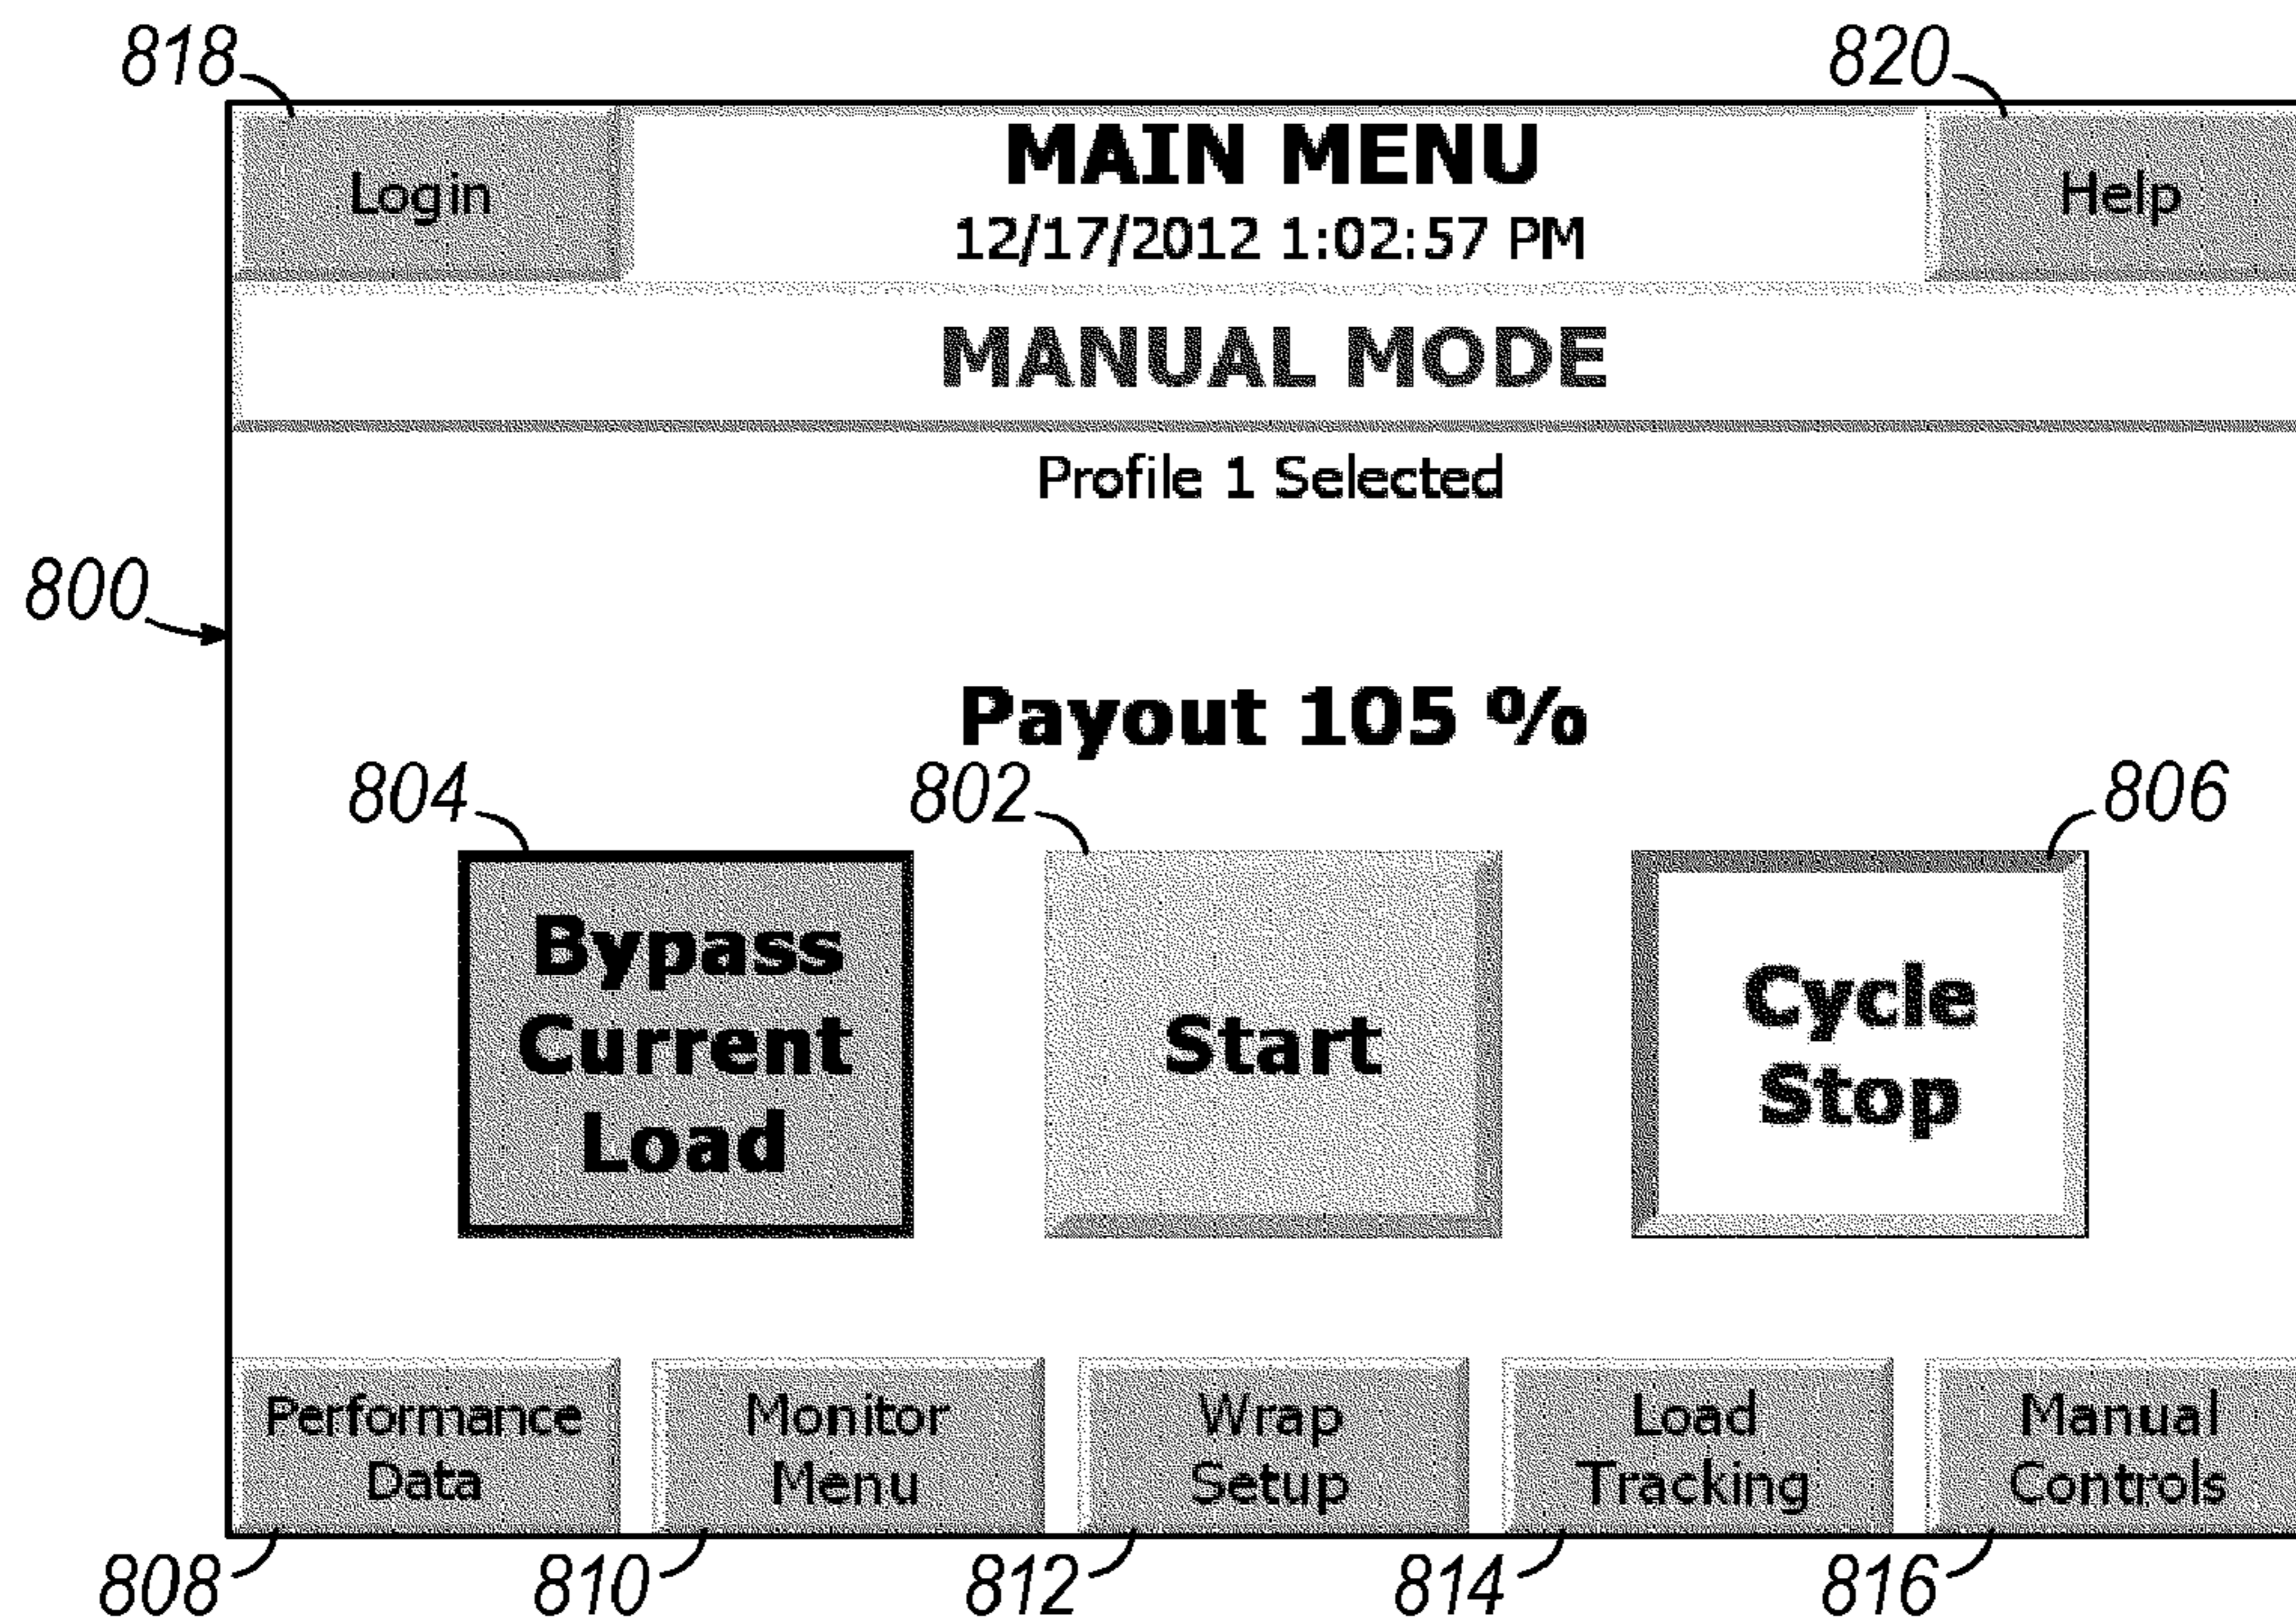 818
820
Login
MAIN MENU
Help
12/17/2012 1:02:57 PM
MANUAL MODE
Profile 1 Selected
800
Payout 105 %
804
802
806
Bypass
Current
Load
Start
Cycle
Stop
Performance
Data
Monitor
Menu
Wrap
Setup
Load
Tracking
Manual
Controls
808
810
812
814
816